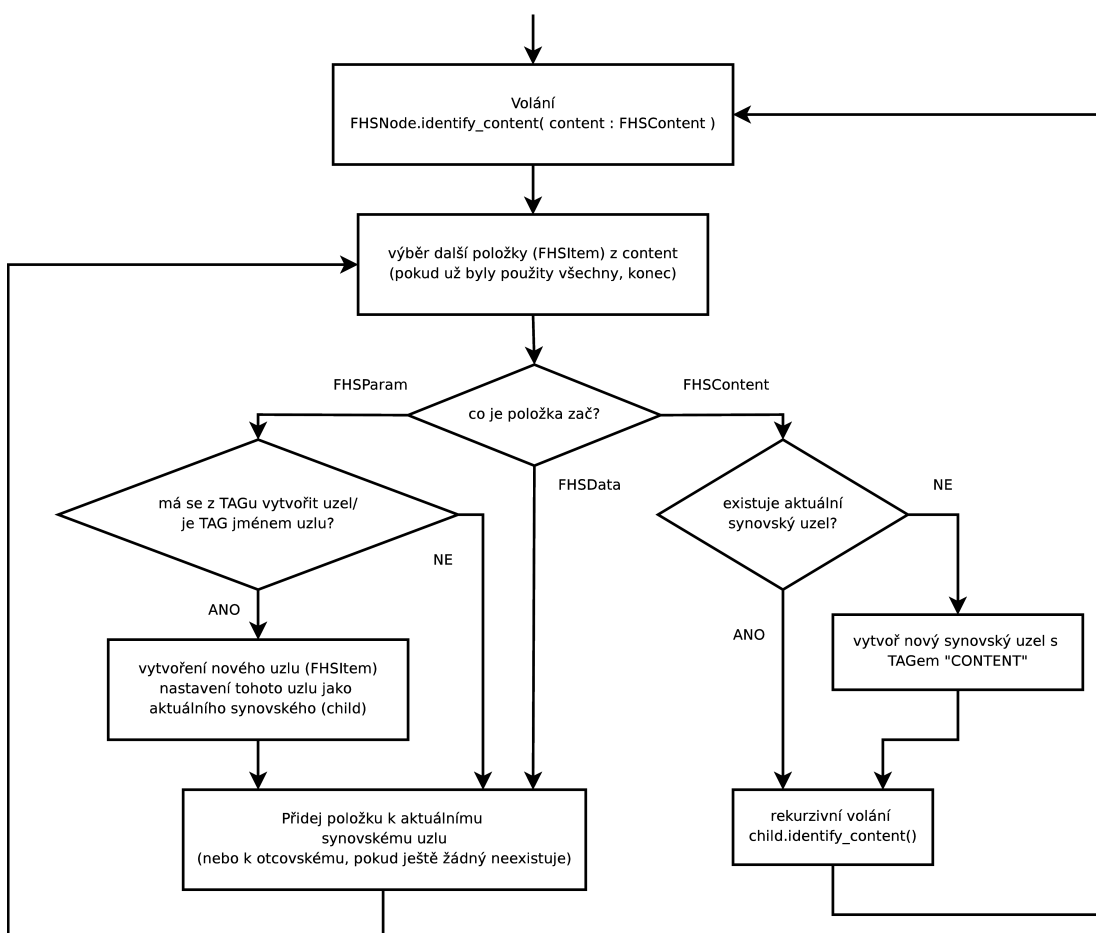 Volání
FHSNode.identify_content( content : FHSContent )
výběr další položky (FHSItem) z content
(pokud už byly použity všechny, konec)
FHSParam
FHSContent
co je položka zač?
FHSData
má se z TAGu vytvořit uzel/
je TAG jménem uzlu?
existuje aktuální
synovský uzel?
NE
NE
ANO
ANO
vytvoření nového uzlu (FHSItem)
nastavení tohoto uzlu jako
aktuálního synovského (child)
vytvoř nový synovský uzel s
TAGem "CONTENT"
Přidej položku k aktuálnímu
synovskému uzlu
(nebo k otcovskému, pokud ještě žádný neexistuje)
rekurzivní volání
child.identify_content()